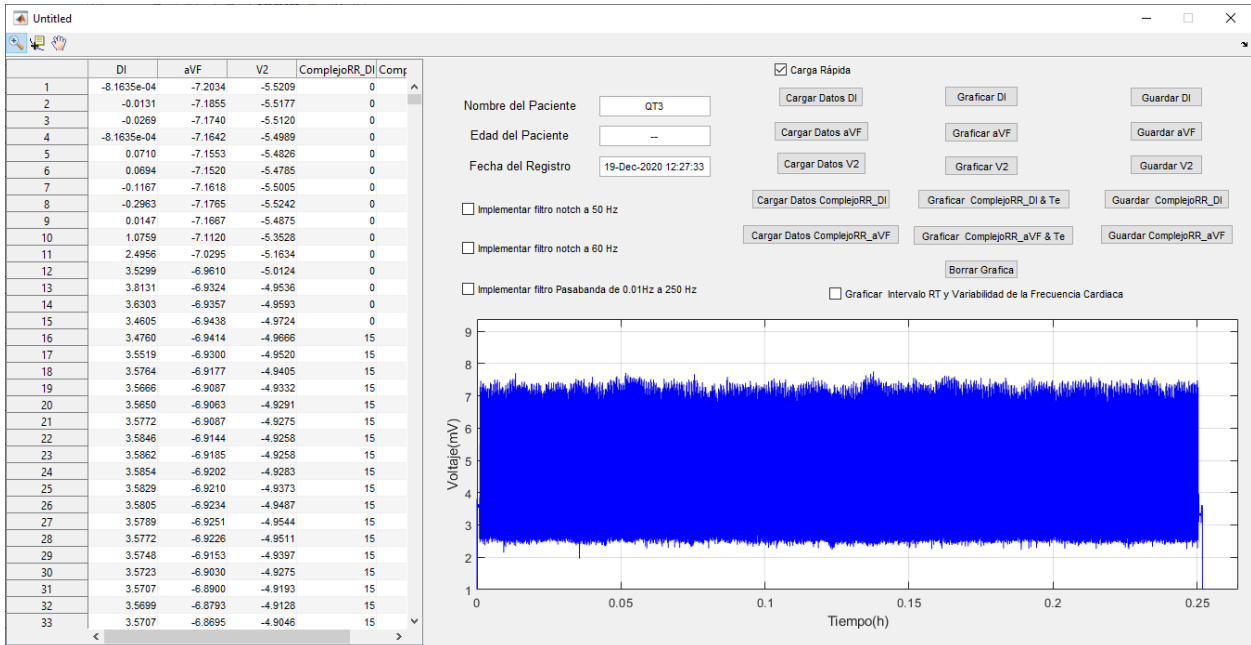 Untitled
DI aVF V2 ComplejoRR_DI Comp
1 -8.1635e-04 -7.2034 -5.5209 0
2 -0.0131 -7.1855 -5.5177 0
3 -0.0269 -7.1740 -5.5120 0
4 -8.1635e-04 -7.1642 -5.4989 0
5 0.0710 -7.1553 -5.4826 0
6 0.0694 -7.1520 -5.4785 0
7 -0.1167 -7.1618 -5.5005 0
8 -0.2963 -7.1765 -5.5242 0
9 0.0147 -7.1667 -5.4875 0
10 1.0759 -7.1120 -5.3528 0
11 2.4956 -7.0295 -5.1634 0
12 3.5299 -6.9610 -5.0124 0
13 3.8131 -6.9324 -4.9536 0
14 3.6303 -6.9357 -4.9593 0
15 3.4605 -6.9438 -4.9724 0
16 3.4760 -6.9414 -4.9666 15
17 3.5519 -6.9300 -4.9520 15
18 3.5764 -6.9177 -4.9405 15
19 3.5666 -6.9087 -4.9332 15
20 3.5650 -6.9063 -4.9291 15
21 3.5772 -6.9087 -4.9275 15
22 3.5846 -6.9144 -4.9258 15
23 3.5862 -6.9185 -4.9258 15
24 3.5854 -6.9202 -4.9283 15
25 3.5829 -6.9210 -4.9373 15
26 3.5805 -6.9234 -4.9487 15
27 3.5789 -6.9251 -4.9544 15
28 3.5772 -6.9226 -4.9511 15
29 3.5748 -6.9153 -4.9397 15
30 3.5723 -6.9030 -4.9275 15
31 3.5707 -6.8900 -4.9193 15
32 3.5699 -6.8793 -4.9128 15
33 3.5707 -6.8695 -4.9046 15
Carga Rápida
Nombre del Paciente QT3
Edad del Paciente --
Fecha del Registro 19-Dec-2020 12:27:33
Cargar Datos DI Graficar DI Guardar DI
Cargar Datos aVF Graficar aVF Guardar aVF
Cargar Datos V2 Graficar V2 Guardar V2
Cargar Datos ComplejoRR_DI Graficar ComplejoRR_DI & Te Guardar ComplejoRR_DI
Cargar Datos ComplejoRR_aVF Graficar ComplejoRR_aVF & Te Guardar ComplejoRR_aVF
Borrar Grafica
Implementar filtro notch a 50 Hz
Implementar filtro notch a 60 Hz
Implementar filtro Pasabanda de 0.01Hz a 250 Hz
Graficar Intervalo RT y Variabilidad de la Frecuencia Cardiaca
9
8
7
6
5
4
3
2
1
Voltaje(mV)
0 0.05 0.1 0.15 0.2 0.25
Tiempo(h)